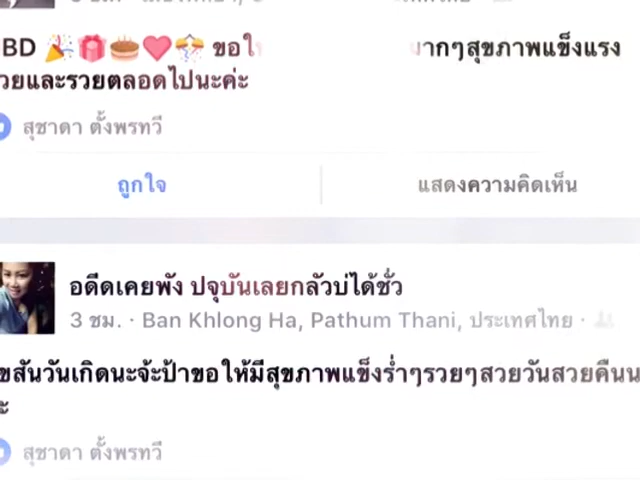 BD 🎉🎁🎂❤️🎊 ขอ มากๆสุขภาพแข็งแรง
วยและรวยตลอดไปนะค่ะ
สุชาดา ตั้งพรทวี
ถูกใจ แสดงความคิดเห็น
อดีดเคยพัง ปจุบันเลยกลัวบ่ได้ซั่ว
3 ชม. · Ban Khlong Ha, Pathum Thani, ประเทศไทย ·
ขสันวันเกิดนะจ้ะป้าขอให้มีสุขภาพแข็งร่ำๆรวยๆสวยวันสวยคืนน
ะ
สุชาดา ตั้งพรทวี